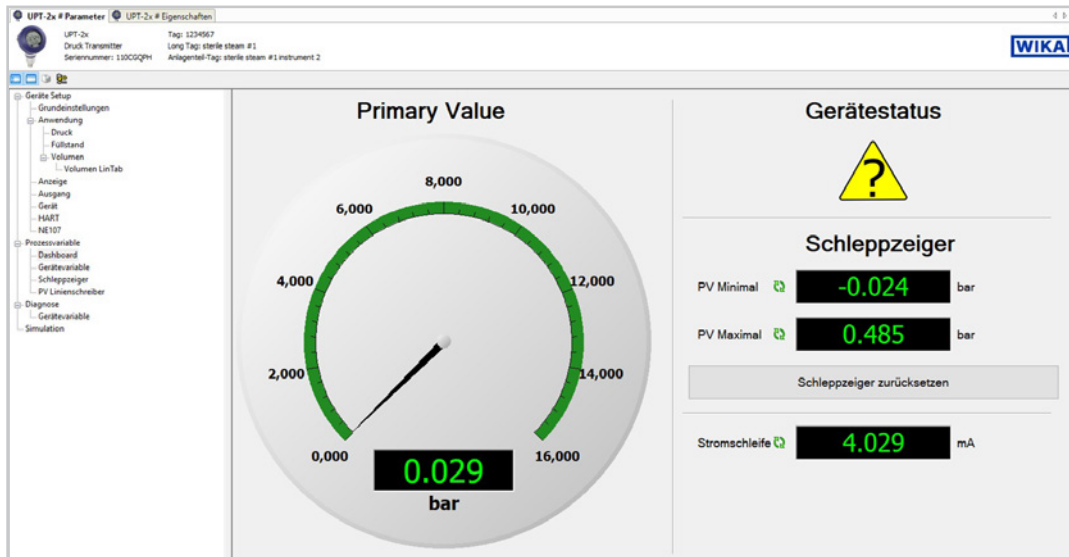 UPT-2x # Parameter
UPT-2x # Eigenschaften
UPT-2x
Druck Transmitter
Seriennummer: 110CGQPH
Tag: 1234567
Long Tag: sterile steam #1
Anlagenteil-Tag: sterile steam #1 instrument 2
WIKA
Geräte Setup
Grundeinstellungen
Anwendung
Druck
Füllstand
Volumen
Volumen LinTab
Anzeige
Ausgang
Gerät
HART
NE107
Prozessvariable
Dashboard
Gerätevariable
Schleppzeiger
PV Linienschreiber
Diagnose
Gerätevariable
Simulation
Primary Value
0,000
2,000
4,000
6,000
8,000
10,000
12,000
14,000
16,000
0.029
bar
Gerätestatus
?
Schleppzeiger
PV Minimal -0.024 bar
PV Maximal 0.485 bar
Schleppzeiger zurücksetzen
Stromschleife 4.029 mA